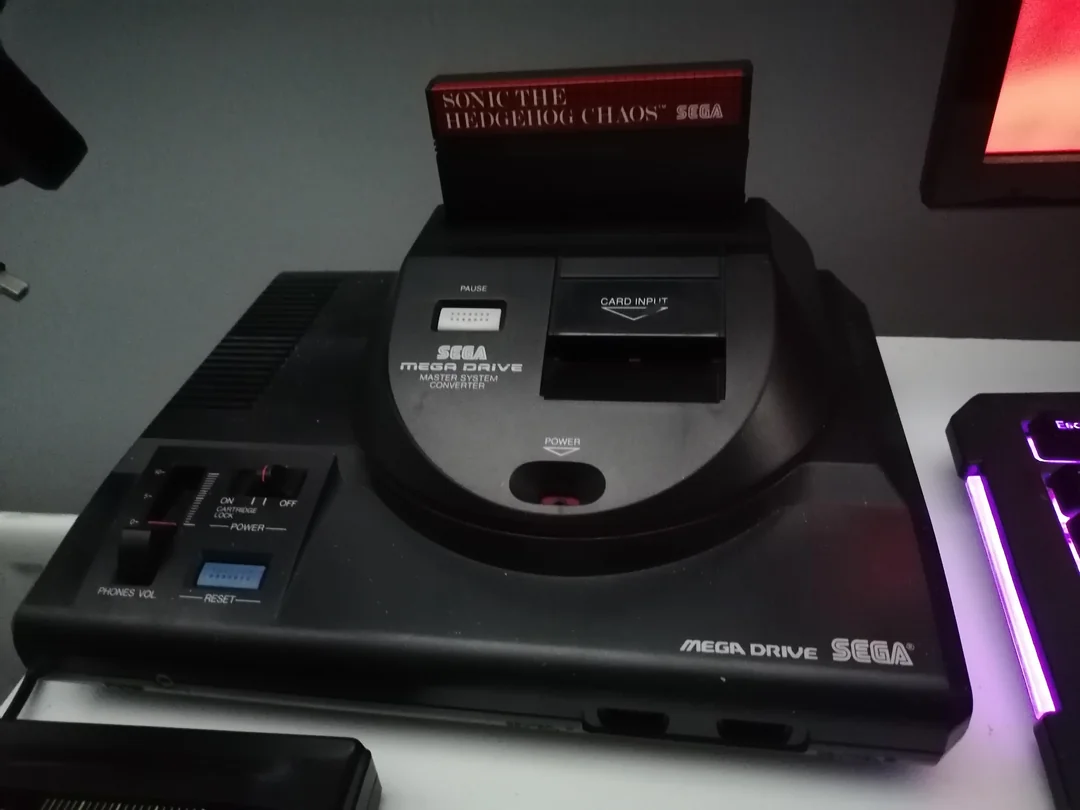 SONIC THE
HEDGEHOG CHAOS™ SEGA
PAUSE
CARD INPUT
SEGA
MEGA DRIVE
MASTER SYSTEM
CONVERTER
POWER
ON OFF
CARTRIDGE
LOCK
POWER
PHONES VOL
RESET
MEGA DRIVE SEGA®
Esc